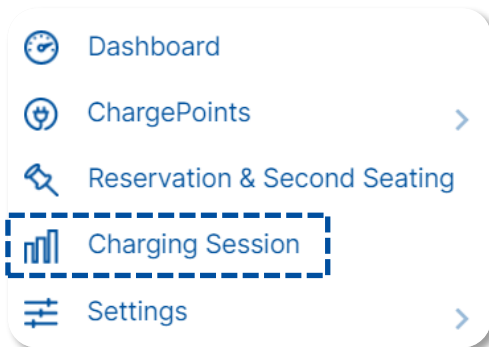 Dashboard
ChargePoints
Reservation & Second Seating
Charging Session
Settings